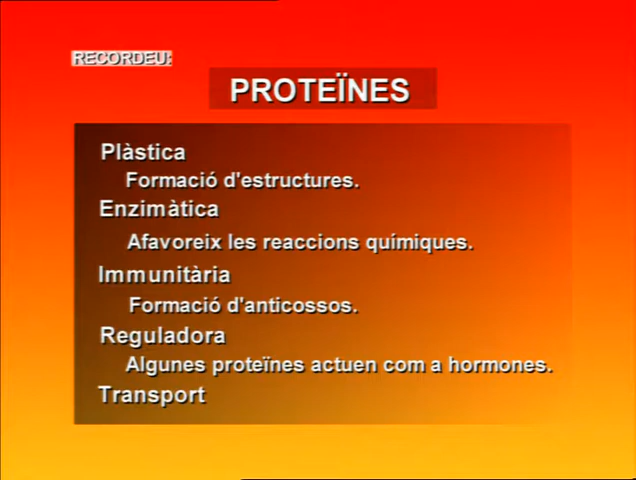 RECORDEU:
PROTEÏNES
Plàstica
Formació d'estructures.
Enzimàtica
Afavoreix les reaccions químiques.
Immunitària
Formació d'anticossos.
Reguladora
Algunes proteïnes actuen com a hormones.
Transport